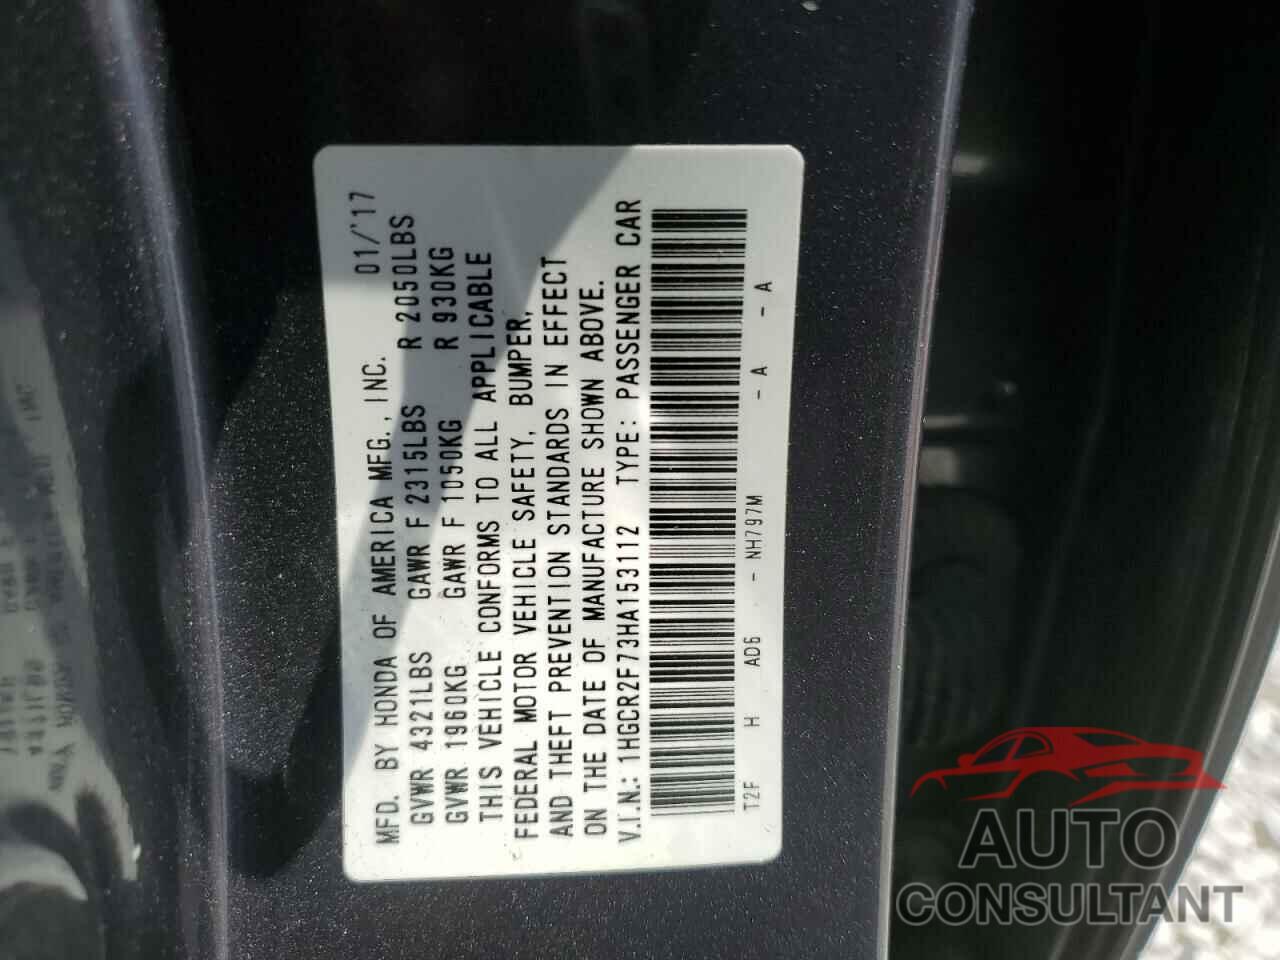 MFD. BY HONDA OF AMERICA MFG., INC. 01/'17
GVWR 4321LBS GAWR F 2315LBS R 2050LBS
GVWR 1960KG GAWR F 1050KG R 930KG
THIS VEHICLE CONFORMS TO ALL APPLICABLE
FEDERAL MOTOR VEHICLE SAFETY, BUMPER,
AND THEFT PREVENTION STANDARDS IN EFFECT
ON THE DATE OF MANUFACTURE SHOWN ABOVE.
V.I.N.: 1HGCR2F73HA153112 TYPE: PASSENGER CAR
T2F H AD6 - NH797M - A - A
AUTO
CONSULTANT